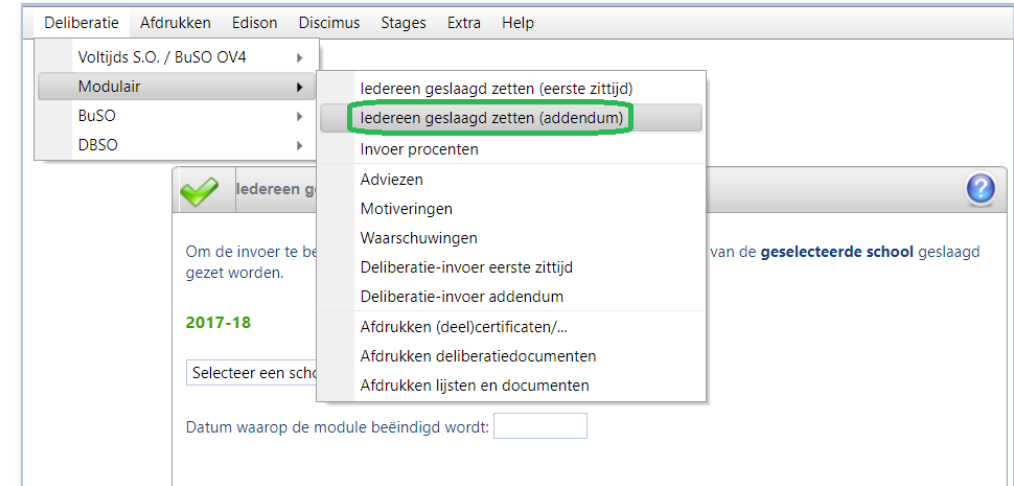 Deliberatie Afdrukken Edison Discimus Stages Extra Help
Voltijds S.O. / BuSO OV4
Modulair
BuSO
DBSO
Iedereen geslaagd zetten (eerste zittijd)
Iedereen geslaagd zetten (addendum)
Invoer procenten
Adviezen
Motiveringen
Waarschuwingen
Deliberatie-invoer eerste zittijd
Deliberatie-invoer addendum
Afdrukken (deel)certificaten/...
Afdrukken deliberatiedocumenten
Afdrukken lijsten en documenten
Iedereen g
Om de invoer te be van de geselecteerde school geslaagd
gezet worden.
2017-18
Selecteer een scho
Datum waarop de module beëindigd wordt: